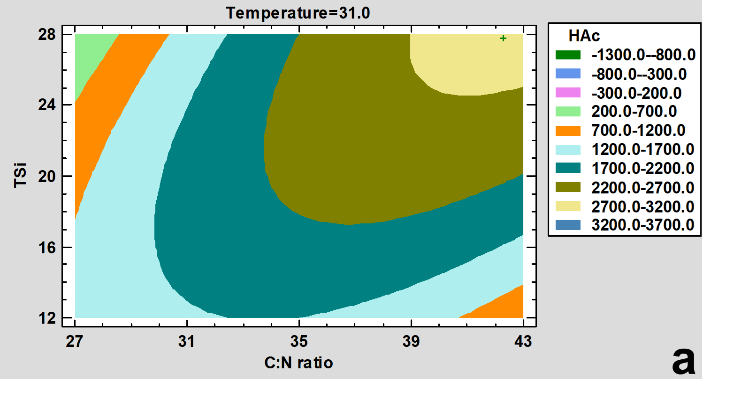 Temperature=31.0
28
24
20
16
12
TSi
27 31 35 39 43
C:N ratio
HAc
-1300.0--800.0
-800.0--300.0
-300.0-200.0
200.0-700.0
700.0-1200.0
1200.0-1700.0
1700.0-2200.0
2200.0-2700.0
2700.0-3200.0
3200.0-3700.0
a